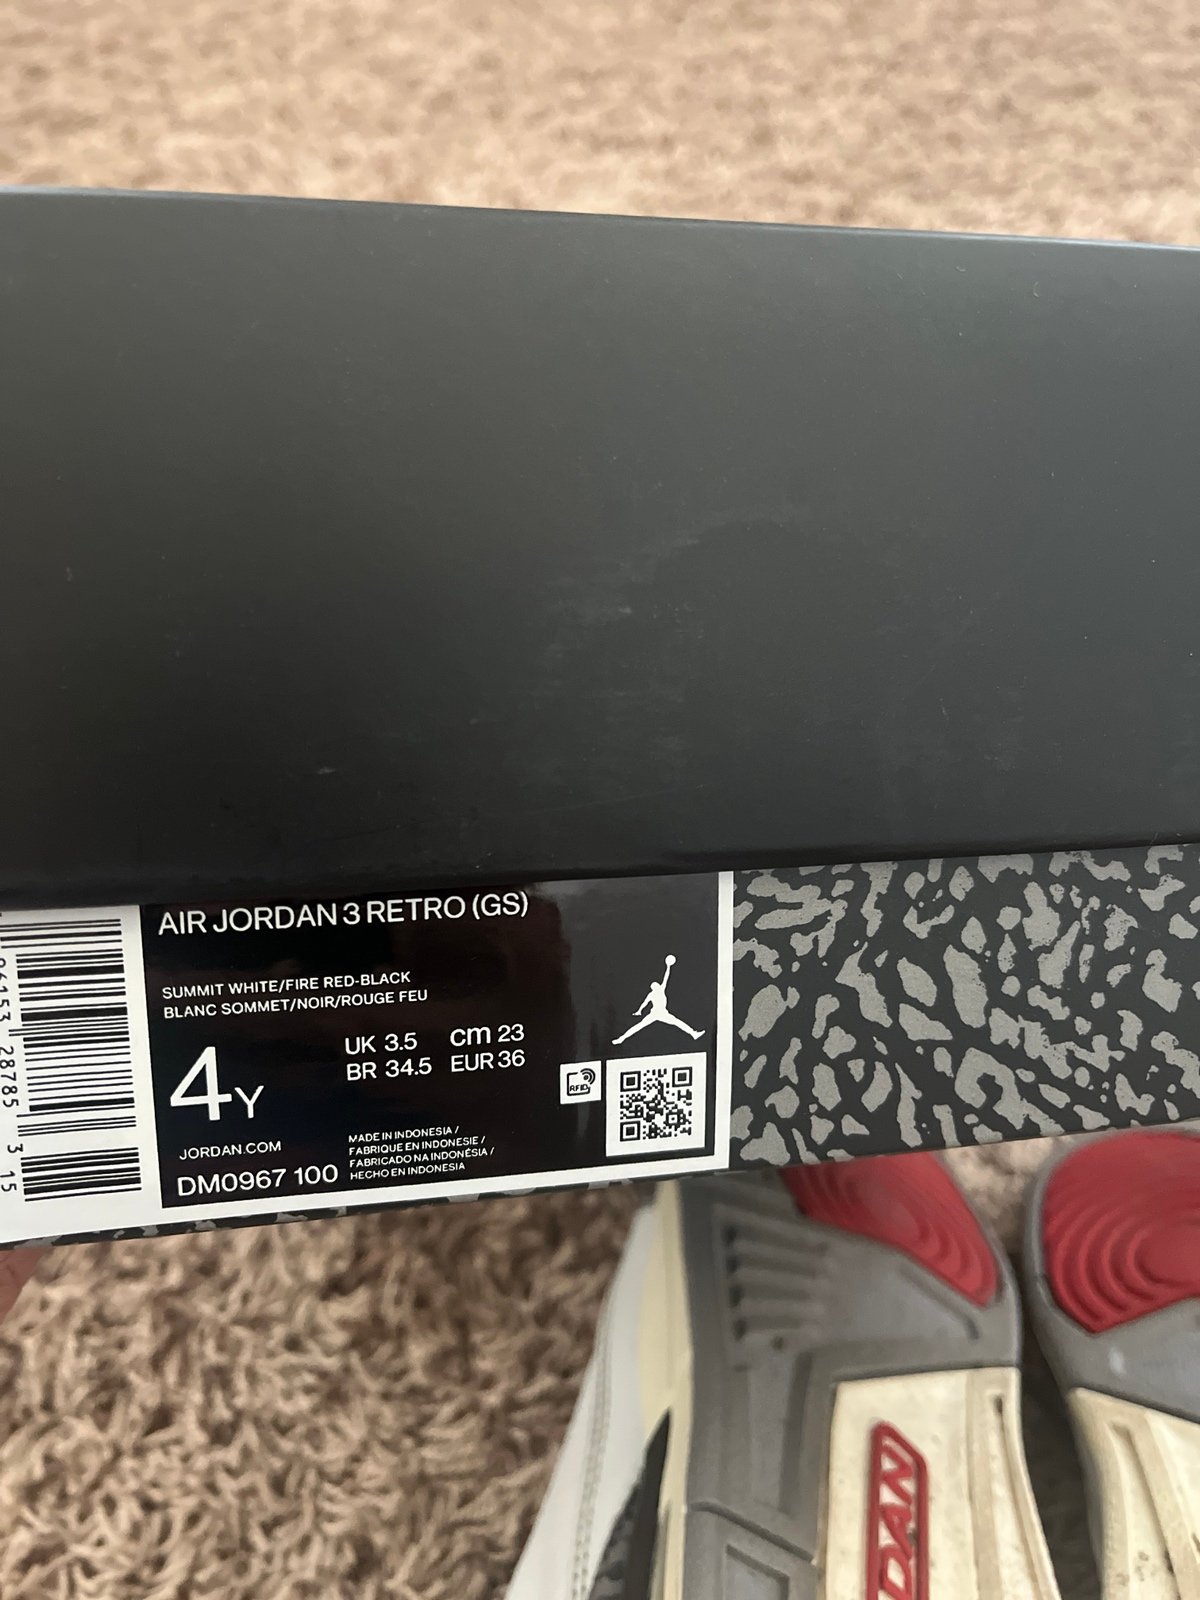 AIR JORDAN 3 RETRO (GS)
SUMMIT WHITE/FIRE RED-BLACK
BLANC SOMMET/NOIR/ROUGE FEU
4Y
UK 3.5 cm 23
BR 34.5 EUR 36
RFID
JORDAN.COM
DM0967 100
MADE IN INDONESIA /
FABRIQUE EN INDONESIE /
FABRICADO NA INDONÉSIA /
HECHO EN INDONESIA
28785 3 15
DAN